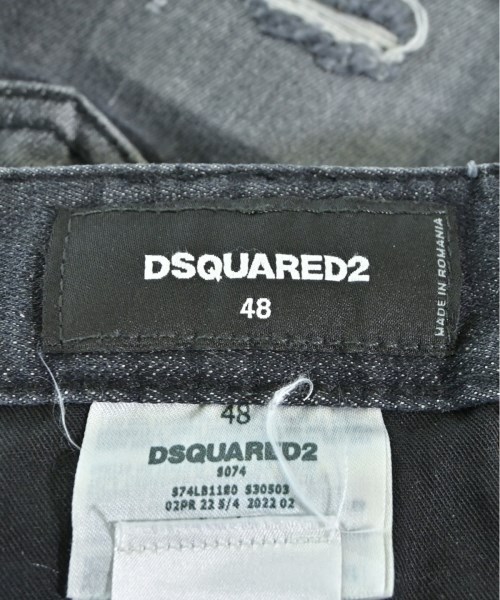 DSQUARED2
48
MADE IN ROMANIA
48
DSQUARED2
S074
S74LB1180 S30503
02PR 22 S/4 2022 02